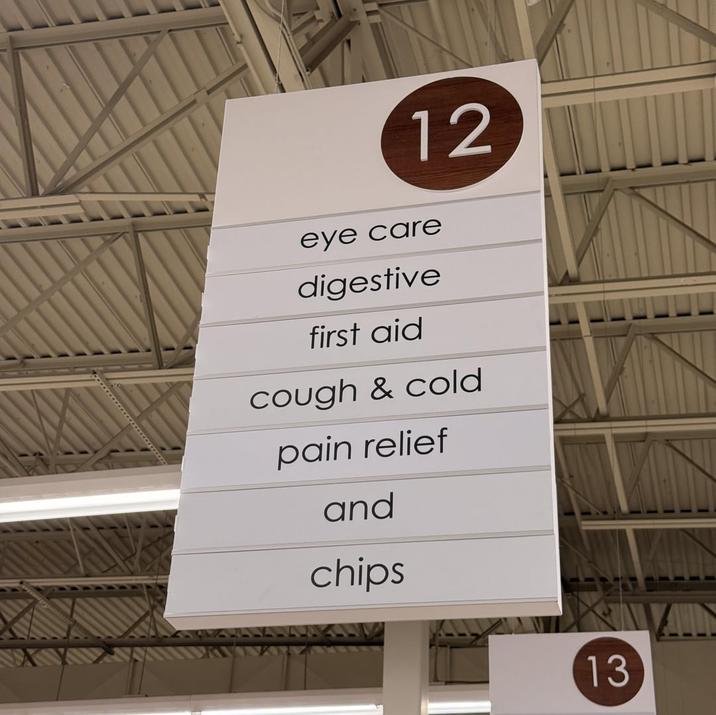 12
eye care
digestive
first aid
cough & cold
pain relief
and
chips
13